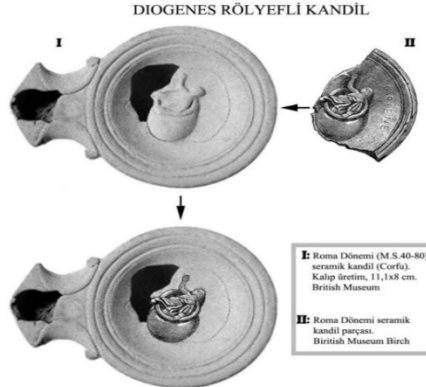 DIOGENES RÖLYEFLİ KANDİL
I
II
I: Roma Dönemi (M.S.40-80)
seramik kandil (Corfu).
Kalıp üretim, 11,1x8 cm.
British Museum
II: Roma Dönemi seramik
kandil parçası.
Biritish Museum Birch